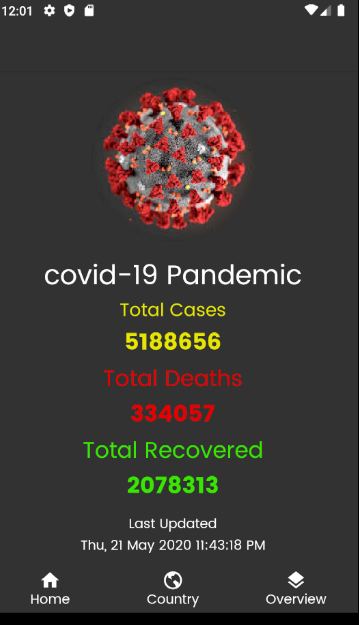 12:01
covid-19 Pandemic
Total Cases
5188656
Total Deaths
334057
Total Recovered
2078313
Last Updated
Thu, 21 May 2020 11:43:18 PM
Home Country Overview